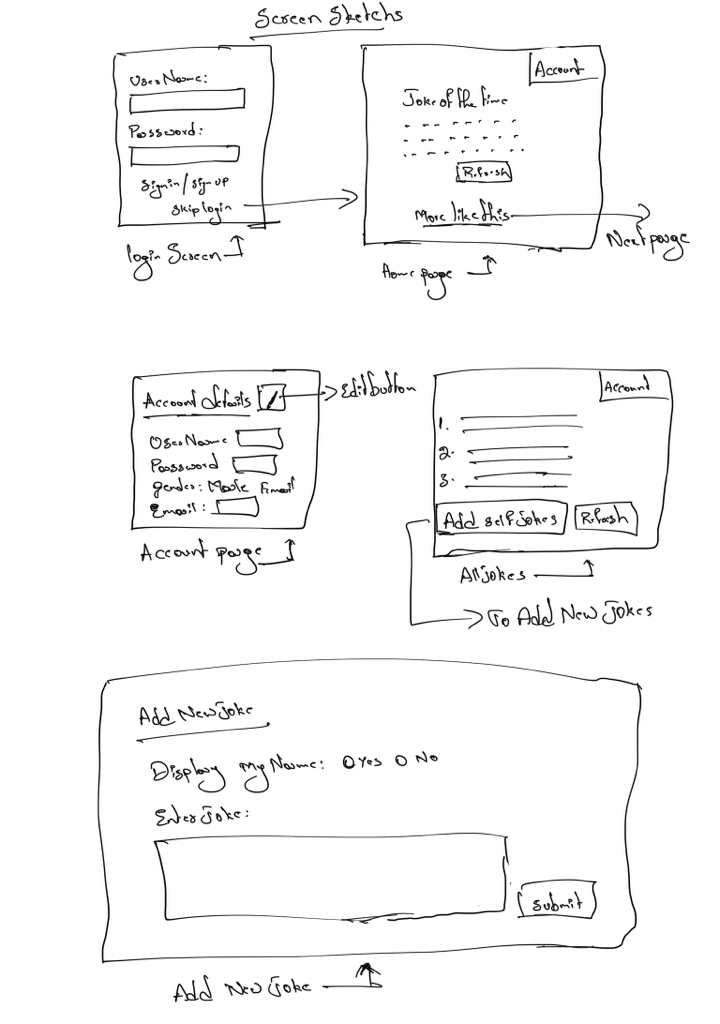 Screen Sketchs
UserName:
Password:
Signin/signup
skip login
login Screen
Account
Joke of the time
Refresh
More like this
Next page
Home page
Account details
Edit button
UserName
Password
gender: Male Email
Email:
Account page
Account
1.
2.
3.
Add self jokes
Refresh
All jokes
To Add New Jokes
Add New Joke
Display my Name: O Yes O No
Enter Joke:
Submit
Add New Joke